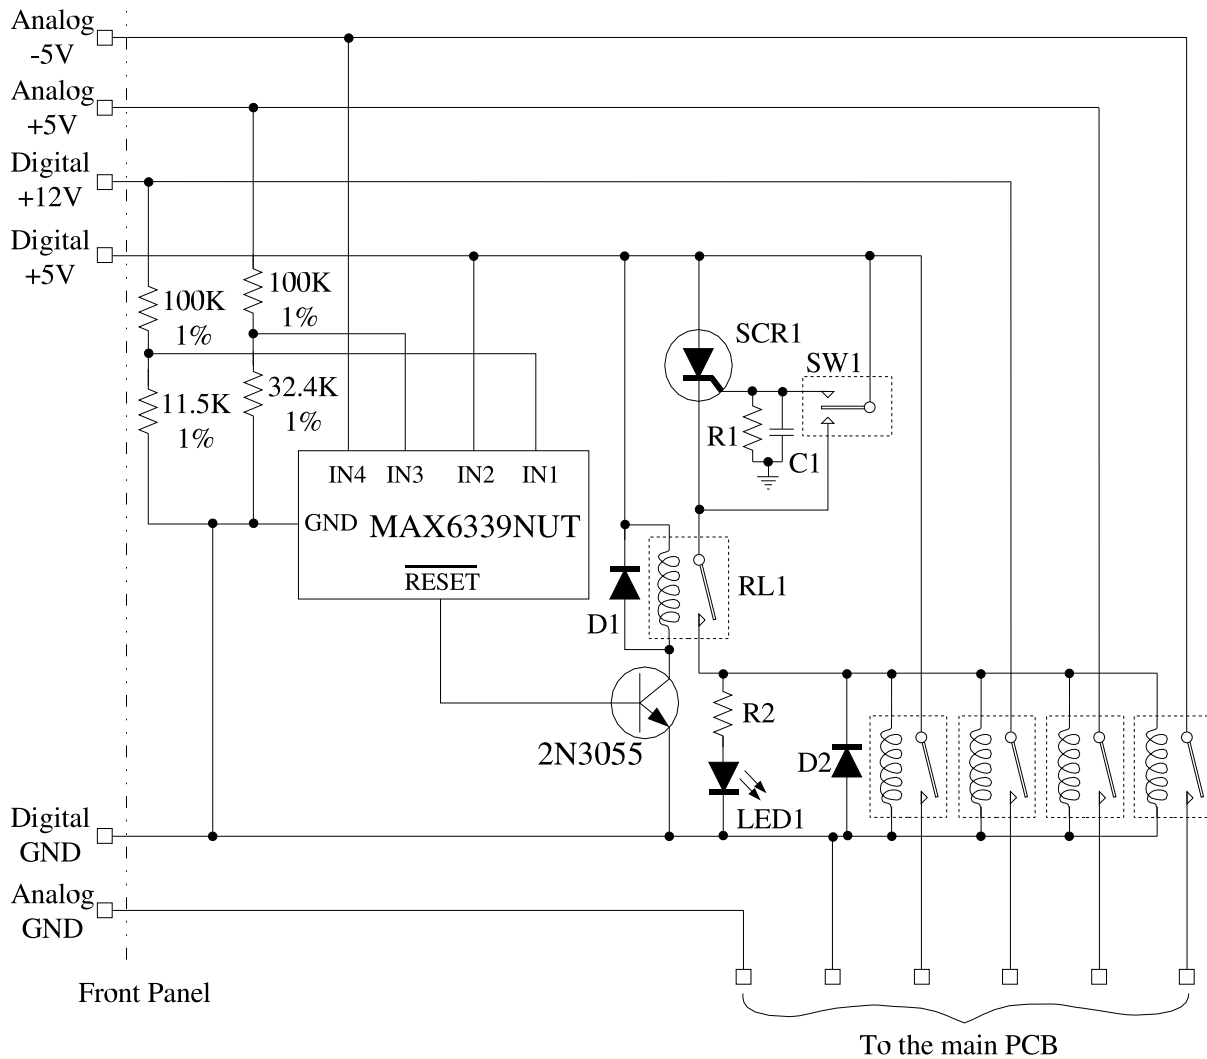 Analog
-5V
Analog
+5V
Digital
+12V
Digital
+5V
100K
1%
100K
1%
11.5K
1%
32.4K
1%
SCR1
SW1
R1
C1
IN4 IN3 IN2 IN1
GND MAX6339NUT
RESET
D1
RL1
2N3055
R2
LED1
D2
Digital
GND
Analog
GND
Front Panel
To the main PCB